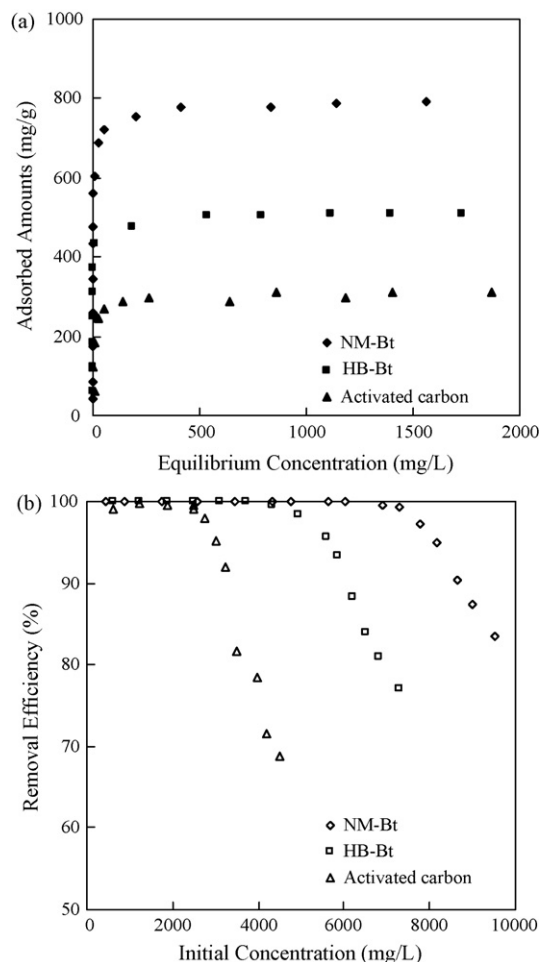 (a)
1000
800
600
400
200
0
Adsorbed Amounts (mg/g)
NM-Bt
HB-Bt
Activated carbon
0 500 1000 1500 2000
Equilibrium Concentration (mg/L)
(b)
100
90
80
70
60
50
Removal Efficiency (%)
NM-Bt
HB-Bt
Activated carbon
0 2000 4000 6000 8000 10000
Initial Concentration (mg/L)